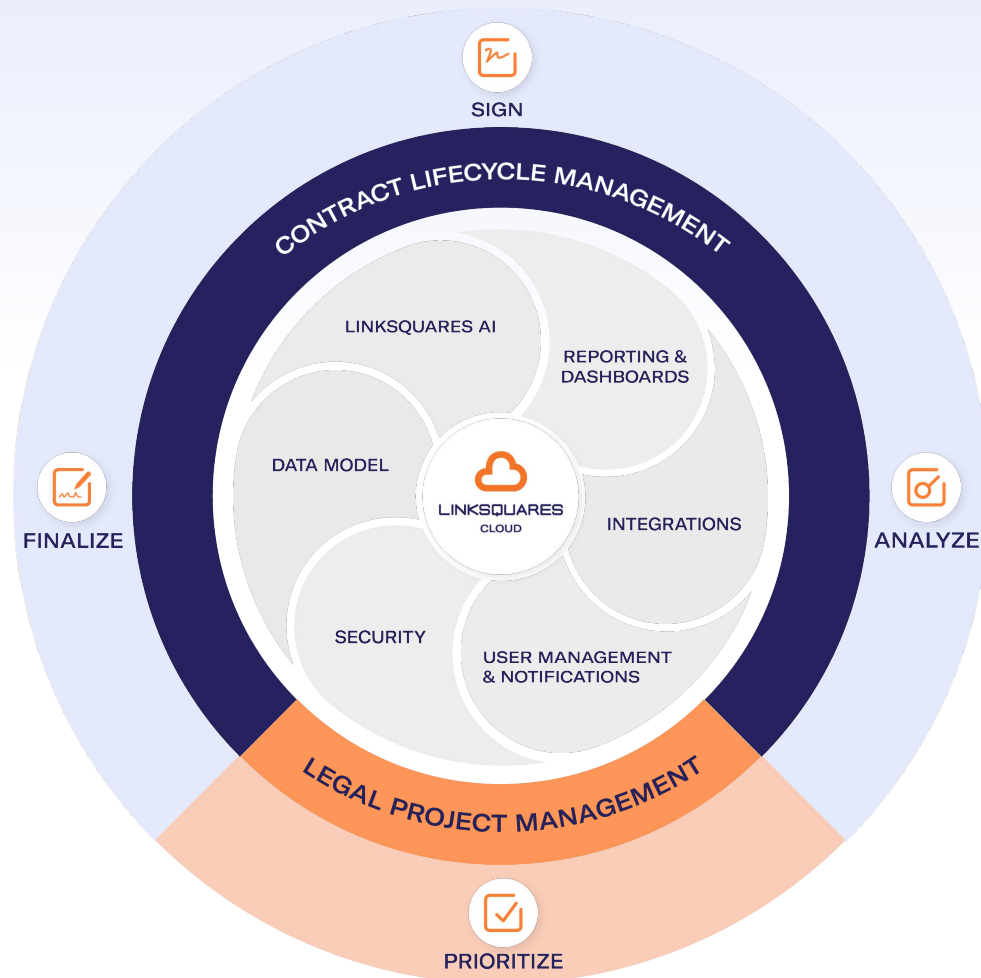 SIGN
CONTRACT LIFECYCLE MANAGEMENT
LINKSQUARES AI
REPORTING &
DASHBOARDS
DATA MODEL
LINKSQUARES
CLOUD
INTEGRATIONS
FINALIZE
ANALYZE
SECURITY
USER MANAGEMENT
& NOTIFICATIONS
LEGAL PROJECT MANAGEMENT
PRIORITIZE